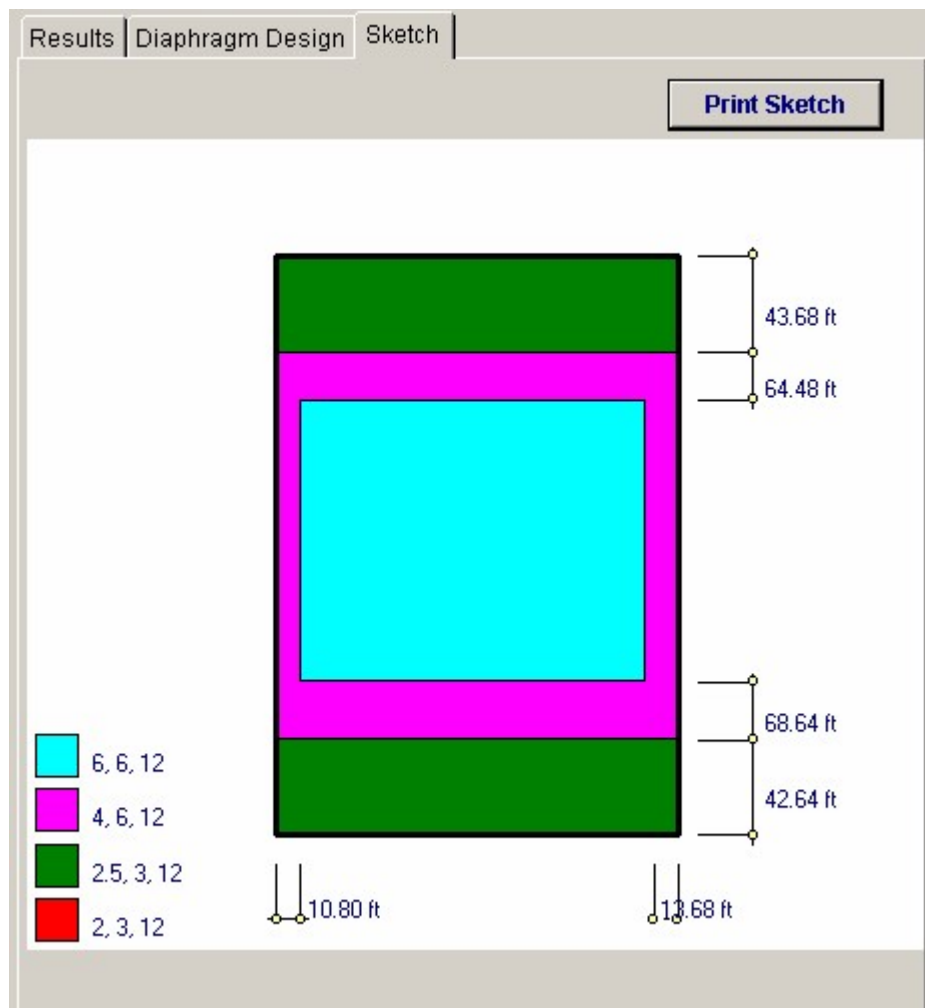 Results
Diaphragm Design
Sketch
Print Sketch
43.68 ft
64.48 ft
68.64 ft
42.64 ft
6, 6, 12
4, 6, 12
2.5, 3, 12
2, 3, 12
10.80 ft
13.68 ft